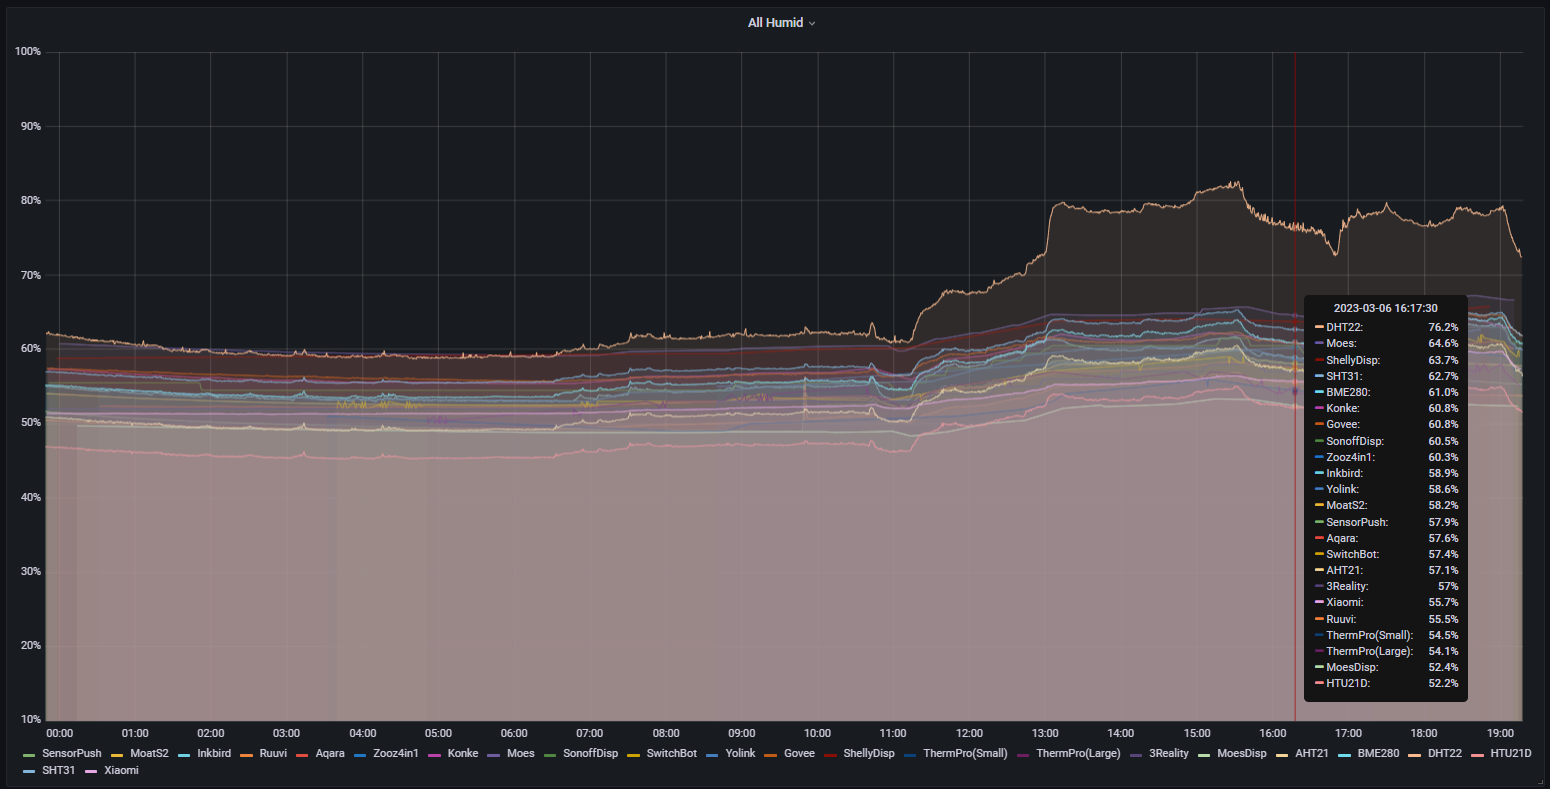 All Humid
100%
90%
80%
70%
60%
50%
40%
30%
20%
10%
00:00 01:00 02:00 03:00 04:00 05:00 06:00 07:00 08:00 09:00 10:00 11:00 12:00 13:00 14:00 15:00 16:00 17:00 18:00 19:00
2023-03-06 16:17:30
DHT22: 76.2%
Moes: 64.6%
ShellyDisp: 63.7%
SHT31: 62.7%
BME280: 61.0%
Konke: 60.8%
Govee: 60.8%
SonoffDisp: 60.5%
Zooz4in1: 60.3%
Inkbird: 58.9%
Yolink: 58.6%
MoatS2: 58.2%
SensorPush: 57.9%
Aqara: 57.6%
SwitchBot: 57.4%
AHT21: 57.1%
3Reality: 57%
Xiaomi: 55.7%
Ruuvi: 55.5%
ThermPro(Small): 54.5%
ThermPro(Large): 54.1%
MoesDisp: 52.4%
HTU21D: 52.2%
SensorPush MoatS2 Inkbird Ruuvi Aqara Zooz4in1 Konke Moes SonoffDisp SwitchBot Yolink Govee ShellyDisp ThermPro(Small) ThermPro(Large) 3Reality MoesDisp AHT21 BME280 DHT22 HTU21D
SHT31 Xiaomi